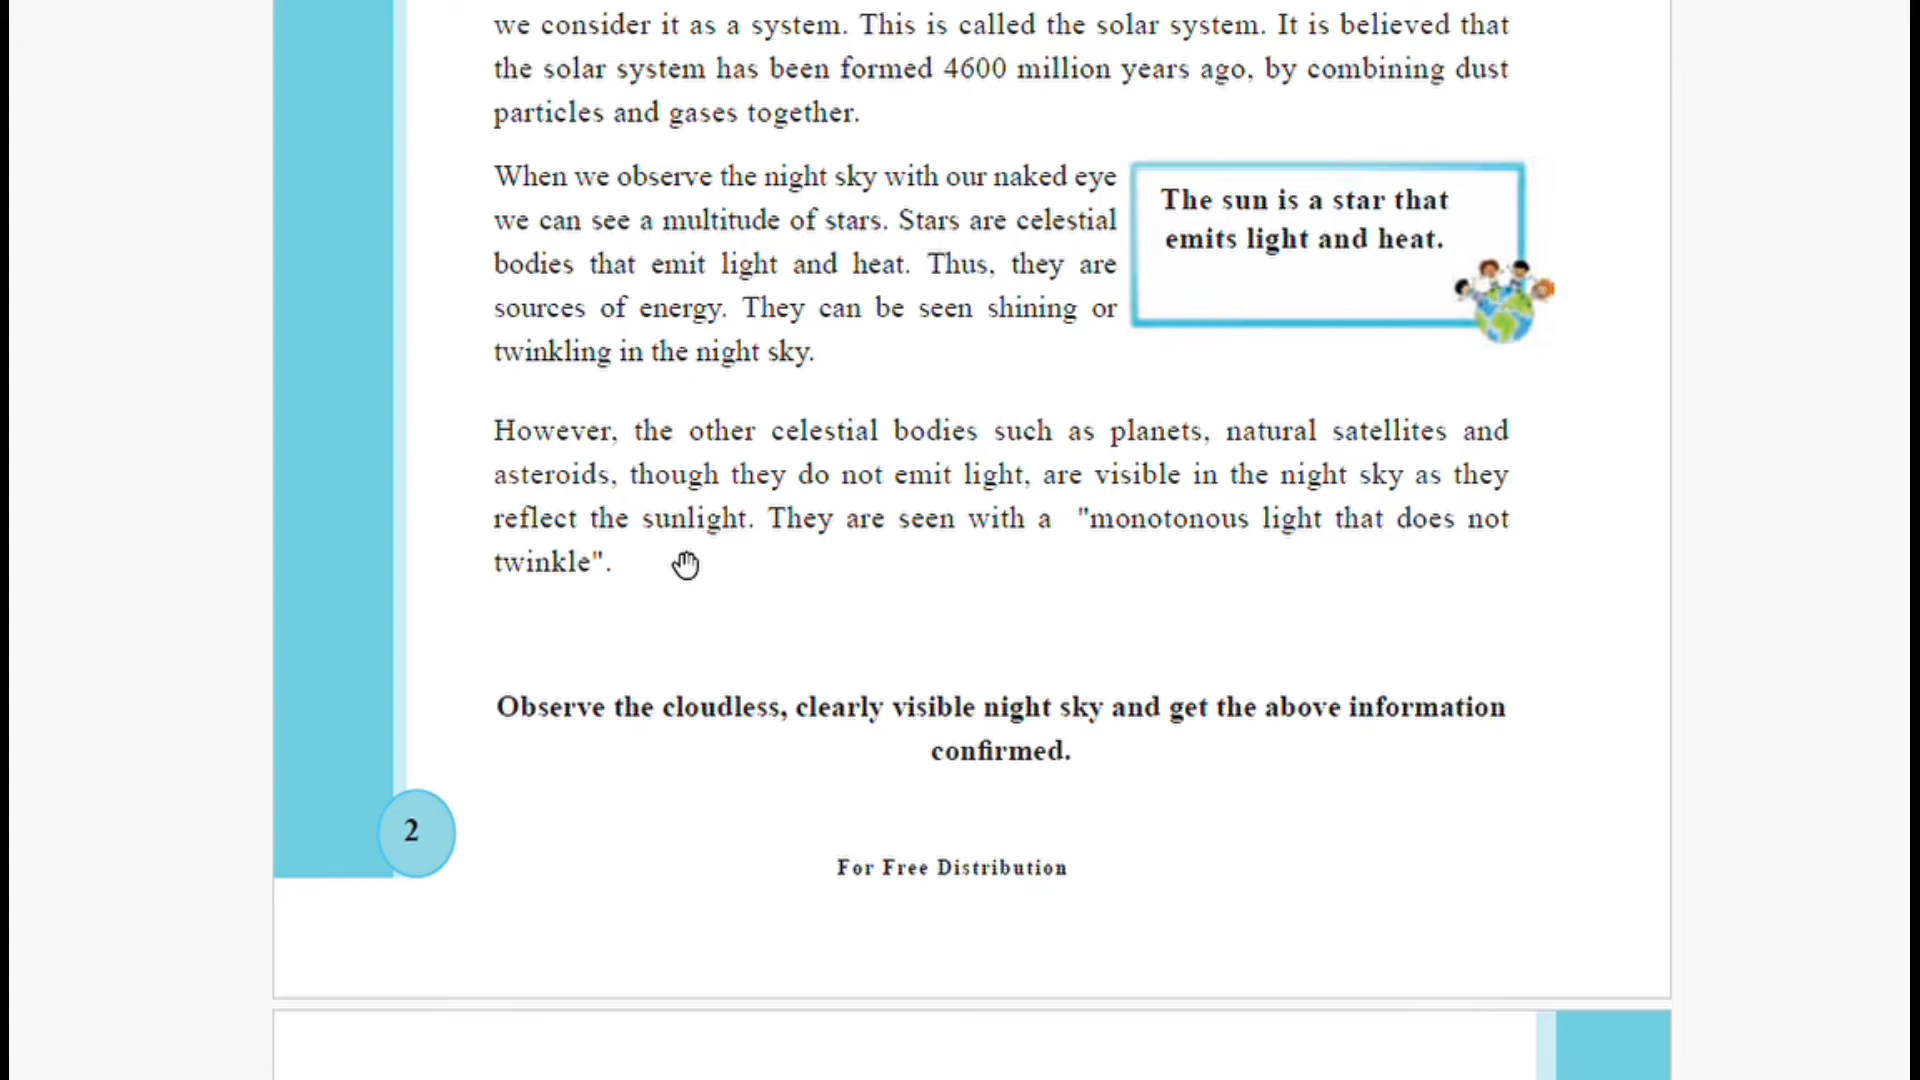 we consider it as a system. This is called the solar system. It is believed that
the solar system has been formed 4600 million years ago, by combining dust
particles and gases together.
When we observe the night sky with our naked eye
we can see a multitude of stars. Stars are celestial
bodies that emit light and heat. Thus, they are
sources of energy. They can be seen shining or
twinkling in the night sky.
The sun is a star that
emits light and heat.
However, the other celestial bodies such as planets, natural satellites and
asteroids, though they do not emit light, are visible in the night sky as they
reflect the sunlight. They are seen with a "monotonous light that does not
twinkle".
Observe the cloudless, clearly visible night sky and get the above information
confirmed.
2
For Free Distribution